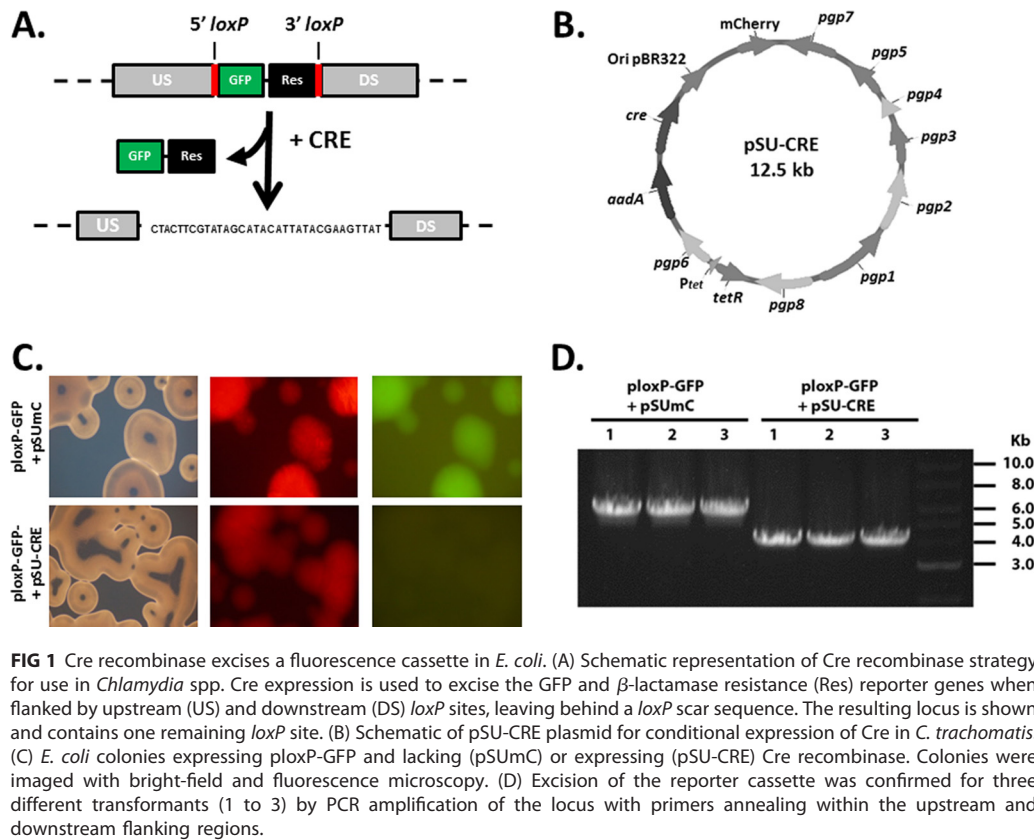 A.
5' loxP 3' loxP
US GFP Res DS
+ CRE
GFP Res
US CTACTTCGTATAGCATACATTATACGAAGTTAT DS
B.
mCherry
pgp7
Ori pBR322
pgp5
pgp4
cre
pgp3
pSU-CRE
12.5 kb
aadA
pgp2
pgp6
Ptet
tetR
pgp8
pgp1
C.
ploxP-GFP
+ pSUmC
ploxP-GFP-
+ pSU-CRE
D.
ploxP-GFP
+ pSUmC
ploxP-GFP
+ pSU-CRE
1 2 3 1 2 3
Kb
10.0
8.0
6.0
5.0
4.0
3.0
FIG 1 Cre recombinase excises a fluorescence cassette in E. coli. (A) Schematic representation of Cre recombinase strategy
for use in Chlamydia spp. Cre expression is used to excise the GFP and β-lactamase resistance (Res) reporter genes when
flanked by upstream (US) and downstream (DS) loxP sites, leaving behind a loxP scar sequence. The resulting locus is shown
and contains one remaining loxP site. (B) Schematic of pSU-CRE plasmid for conditional expression of Cre in C. trachomatis
(C) E. coli colonies expressing ploxP-GFP and lacking (pSUmC) or expressing (pSU-CRE) Cre recombinase. Colonies were
imaged with bright-field and fluorescence microscopy. (D) Excision of the reporter cassette was confirmed for three
different transformants (1 to 3) by PCR amplification of the locus with primers annealing within the upstream and
downstream flanking regions.